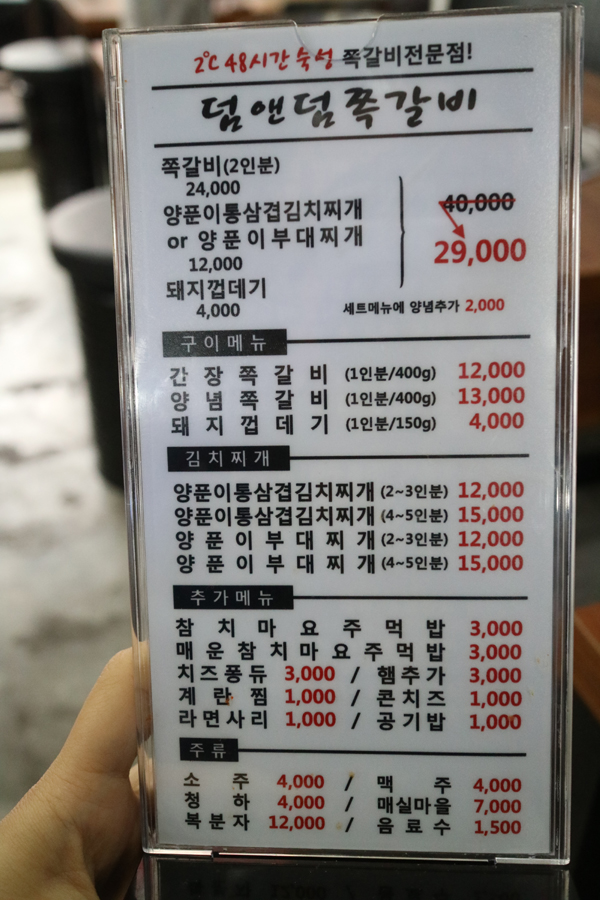 2℃ 48시간 숙성 쪽갈비전문점!
덤앤덤쪽갈비
쪽갈비(2인분)
24,000
양푼이통삼겹김치찌개
or 양푼이부대찌개
12,000
돼지껍데기
4,000
40,000
29,000
세트메뉴에 양념추가 2,000
구이메뉴
간장쪽갈비 (1인분/400g) 12,000
양념쪽갈비 (1인분/400g) 13,000
돼지껍데기 (1인분/150g) 4,000
김치찌개
양푼이통삼겹김치찌개 (2~3인분) 12,000
양푼이통삼겹김치찌개 (4~5인분) 15,000
양푼이부대찌개 (2~3인분) 12,000
양푼이부대찌개 (4~5인분) 15,000
추가메뉴
참치마요주먹밥 3,000
매운참치마요주먹밥 3,000
치즈퐁듀 3,000 / 햄추가 3,000
계란찜 1,000 / 콘치즈 1,000
라면사리 1,000 / 공기밥 1,000
주류
소주 4,000 / 맥주 4,000
청하 4,000 / 매실마을 7,000
복분자 12,000 / 음료수 1,500